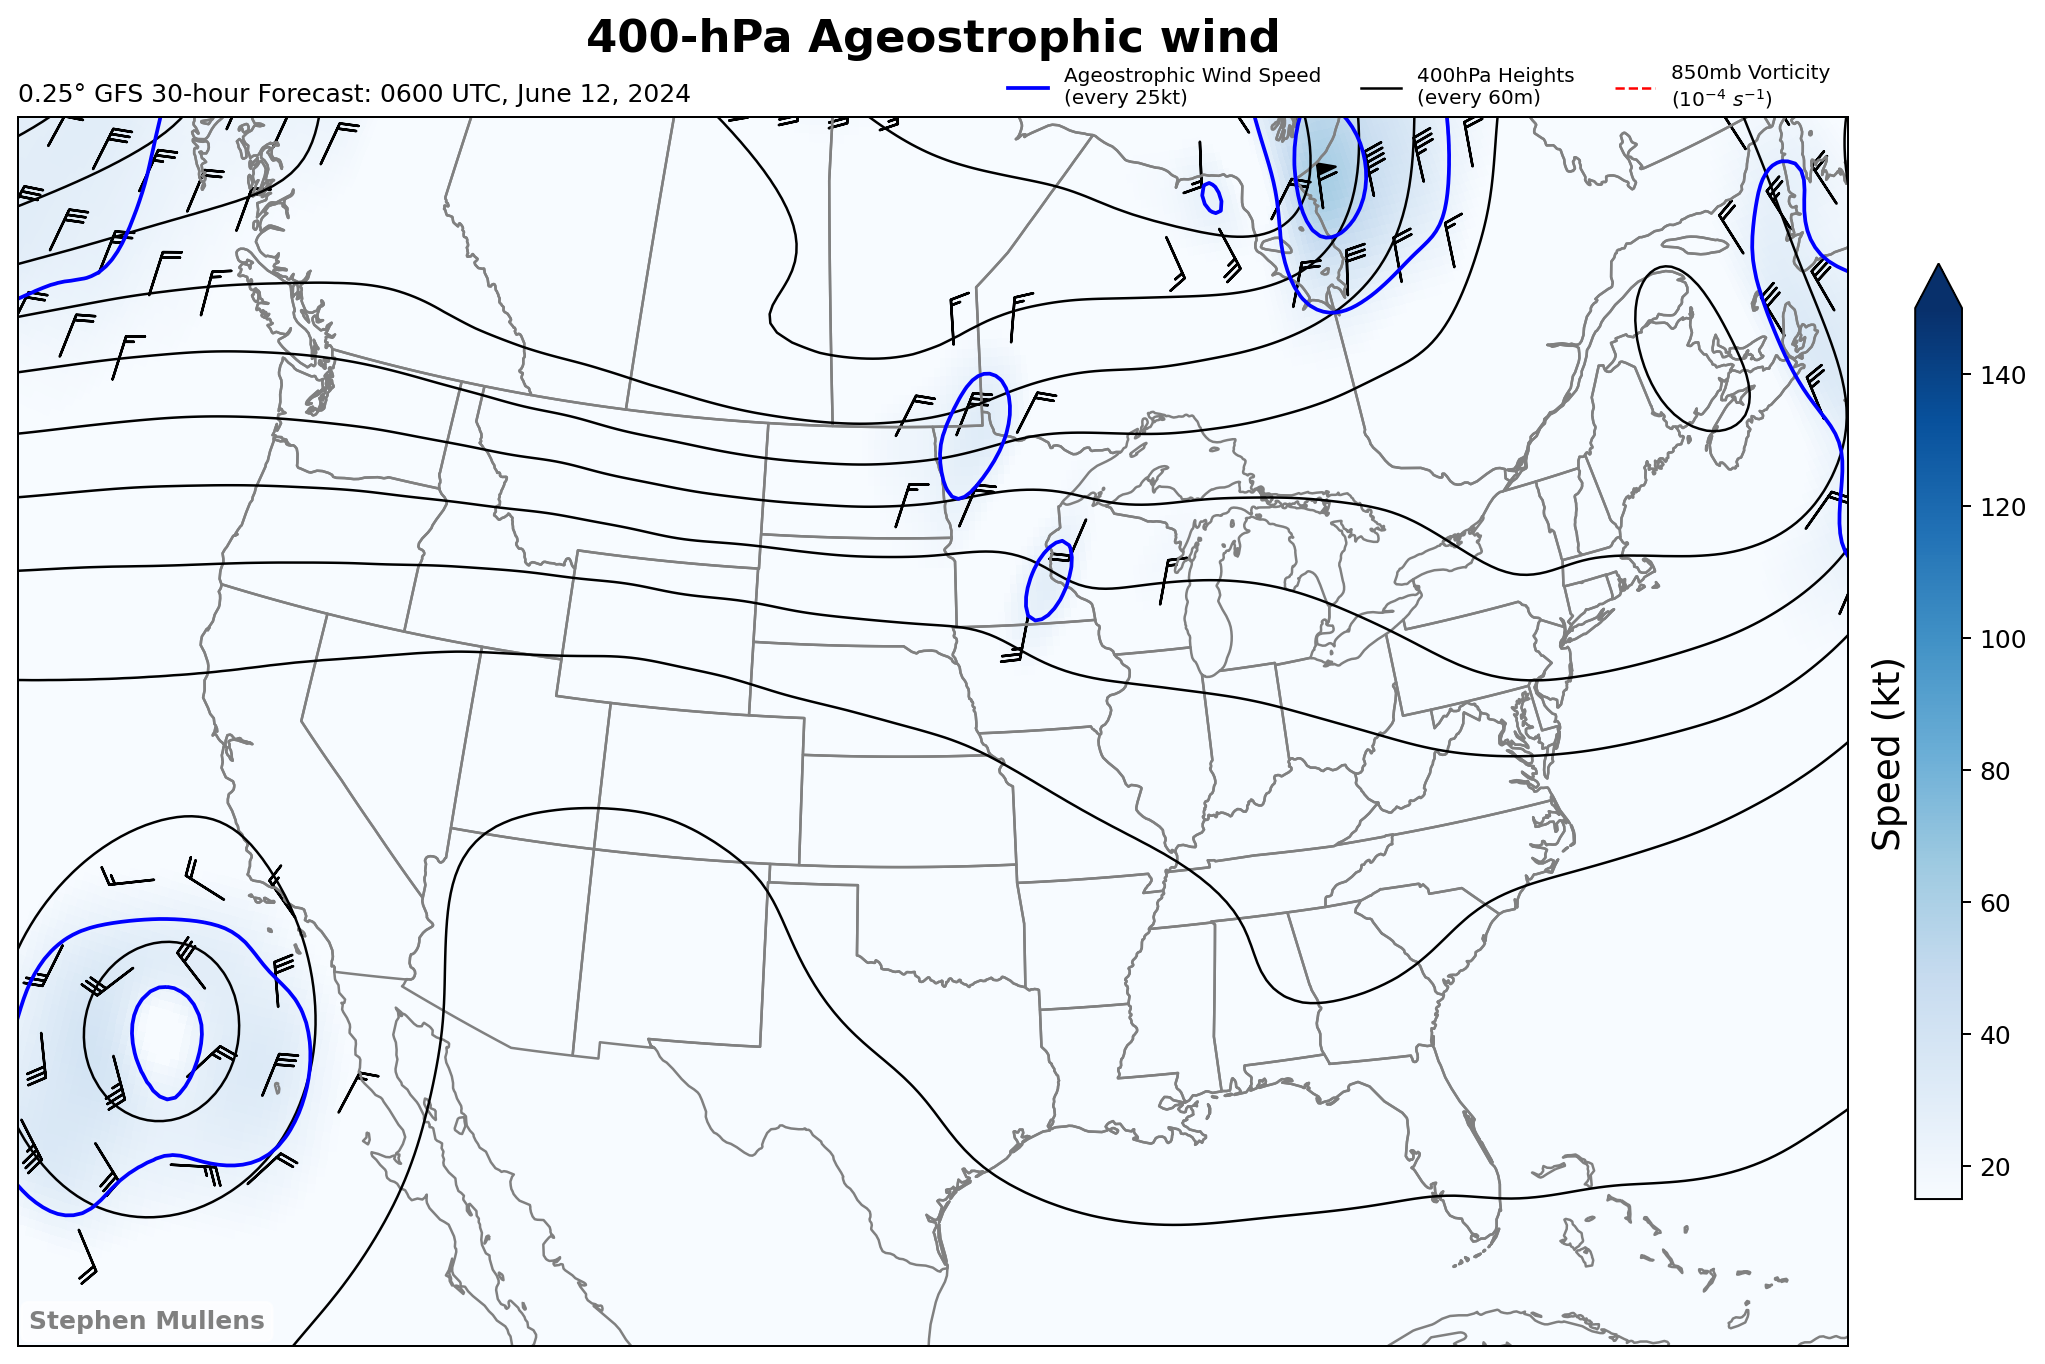 400-hPa Ageostrophic wind
0.25° GFS 30-hour Forecast: 0600 UTC, June 12, 2024
Ageostrophic Wind Speed
(every 25kt)
400hPa Heights
(every 60m)
850mb Vorticity
(10⁻⁴ s⁻¹)
140
120
100
80
60
40
20
Speed (kt)
Stephen Mullens